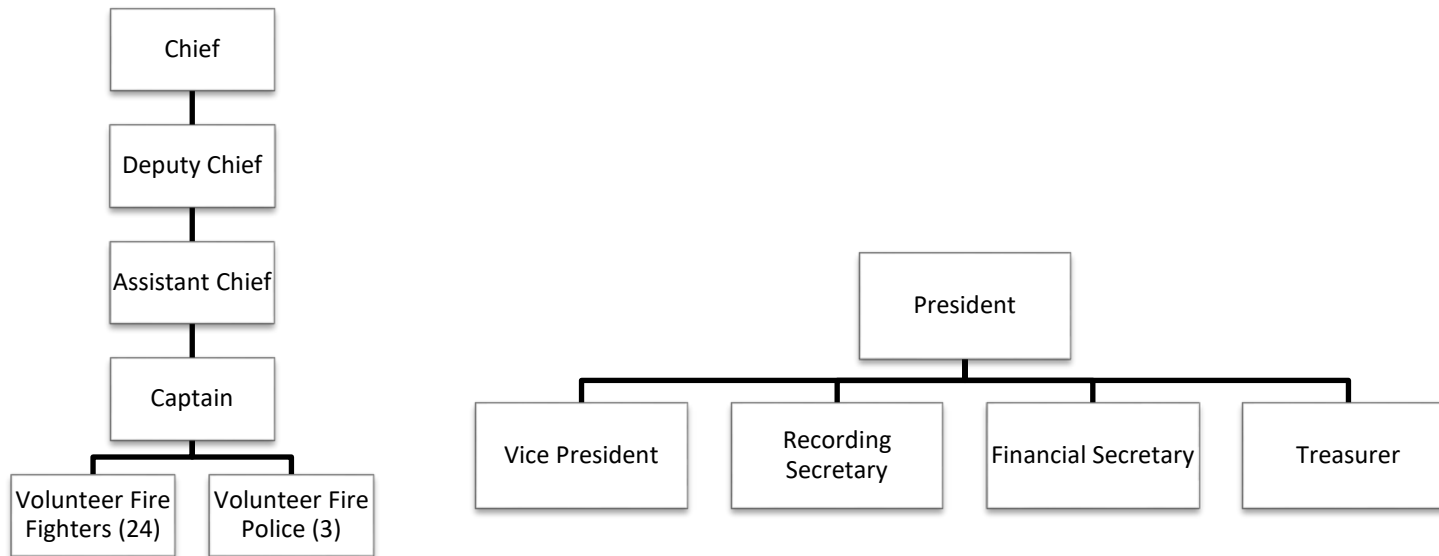 Chief
Deputy Chief
Assistant Chief
Captain
Volunteer Fire
Fighters (24)
Volunteer Fire
Police (3)
President
Vice President
Recording
Secretary
Financial Secretary
Treasurer